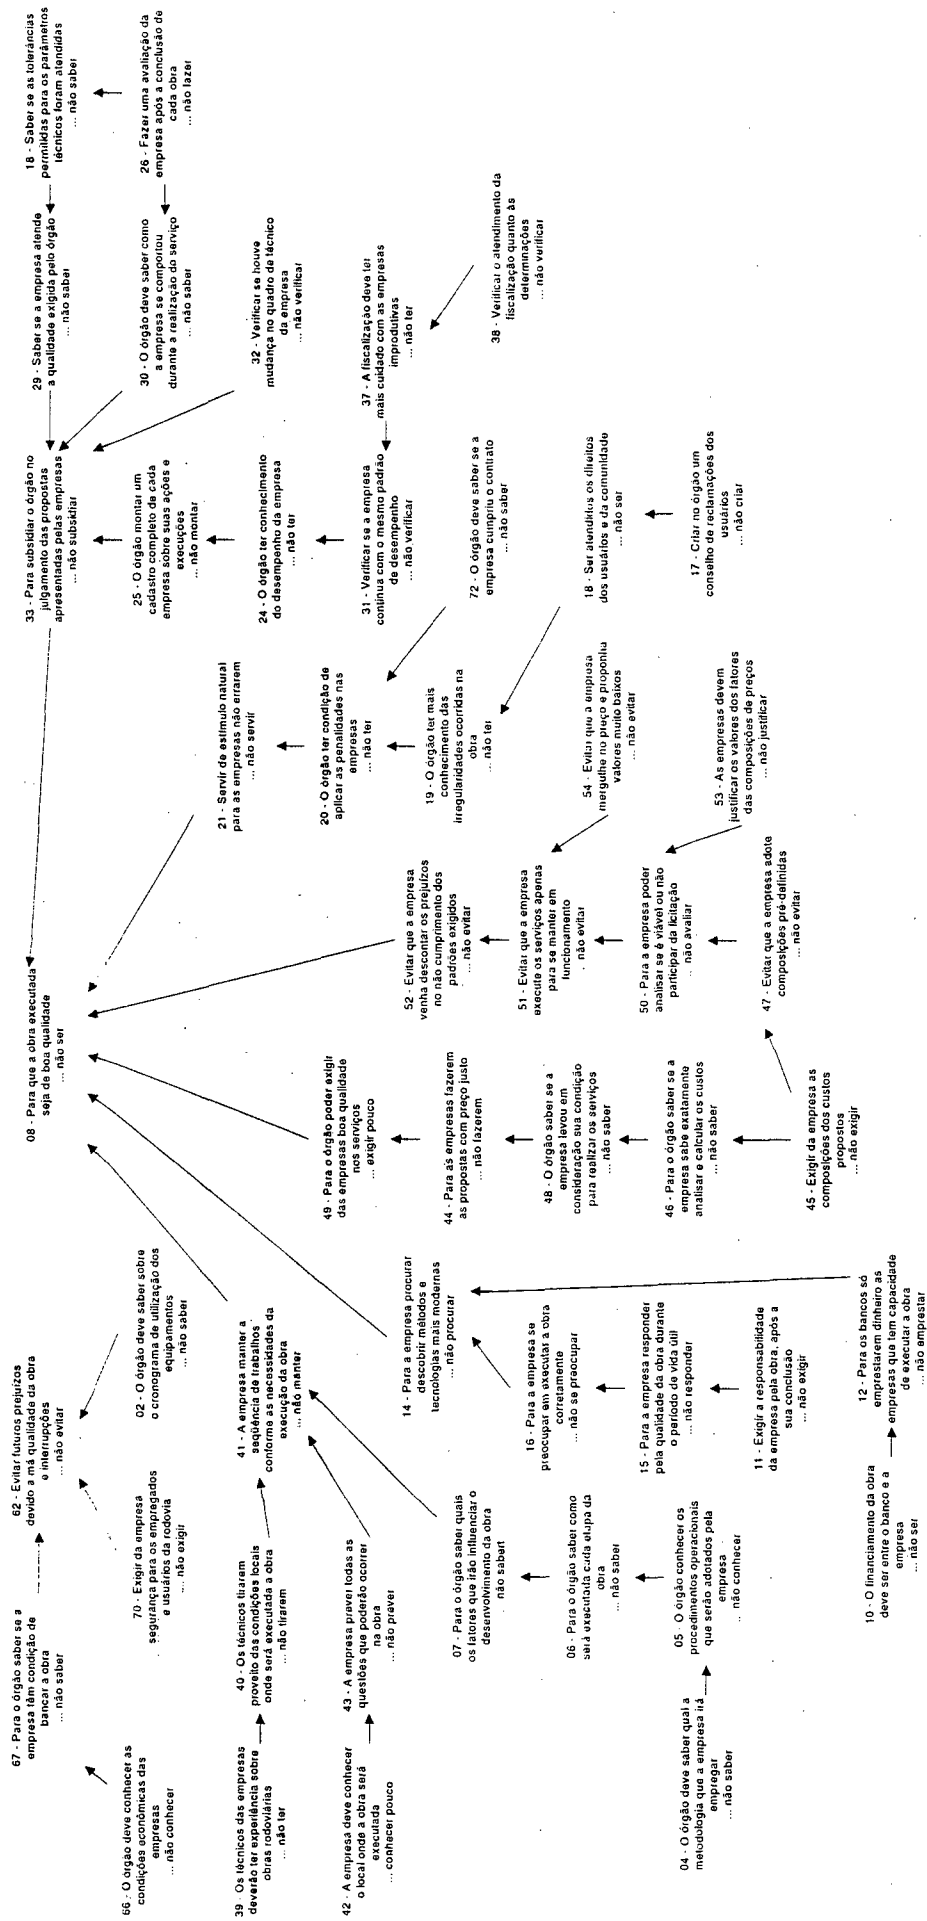 67 - Para o órgão saber se a
empresa têm condição de
bancar a obra
... não saber
62 - Evitar futuros prejuízos
devido a má qualidade da obra
e interrupções
... não evitar
08 - Para que a obra executada
seja de boa qualidade
... não ser
33 - Para subsidiar o órgão no
julgamento das propostas
apresentadas pelas empresas
... não subsidiar
29 - Saber se a empresa atende
a qualidade exigida pelo órgão
... não saber
18 - Saber se as tolerâncias
permitidas para os parâmetros
técnicos foram atendidas
... não saber
66 - O órgão deve conhecer as
condições econômicas das
empresas
... não conhecer
70 - Exigir da empresa
segurança para os empregados
e usuários da rodovia
... não exigir
02 - O órgão deve saber sobre
o cronograma de utilização dos
equipamentos
... não saber
25 - O órgão montar um
cadastro completo de cada
empresa sobre suas ações e
execuções
... não montar
30 - O órgão deve saber como
a empresa se comportou
durante a realização do serviço
... não saber
26 - Fazer uma avaliação da
empresa após a conclusão de
cada obra
... não fazer
39 - Os técnicos das empresas
deverão ter experiência sobre
obras rodoviárias
... não ter
40 - Os técnicos tirarem
proveito das condições locais
onde será executada a obra
... não tirarem
41 - A empresa manter a
seqüência de trabalhos
conforme as necessidades da
execução da obra
... não manter
21 - Servir de estímulo natural
para as empresas não errarem
... não servir
24 - O órgão ter conhecimento
do desempenho da empresa
... não ter
32 - Verificar se houve
mudança no quadro de técnico
da empresa
... não verificar
42 - A empresa deve conhecer
o local onde a obra será
executada
... conhecer pouco
43 - A empresa prever todas as
questões que poderão ocorrer
na obra
... não prever
49 - Para o órgão poder exigir
das empresas boa qualidade
nos serviços
... exigir pouco
52 - Evitar que a empresa
venha descontar os prejuízos
no não cumprimento dos
padrões exigidos
... não evitar
20 - O órgão ter condição de
aplicar as penalidades nas
empresas
... não ter
31 - Verificar se a empresa
continua com o mesmo padrão
de desempenho
... não verificar
37 - A fiscalização deve ter
mais cuidado com as empresas
improdutivas
... não ter
14 - Para a empresa procurar
descobrir métodos e
tecnologias mais modernas
... não procurar
07 - Para o órgão saber quais
os fatores que irão influenciar o
desenvolvimento da obra
... não sabert
44 - Para as empresas fazerem
as propostas com preço justo
... não fazerem
51 - Evitar que a empresa
execute os serviços apenas
para se manter em
funcionamento
... não evitar
19 - O órgão ter mais
conhecimento das
irregularidades ocorridas na
obra
... não ter
72 - O órgão deve saber se a
empresa cumpriu o contrato
... não saber
38 - Verificar o atendimento da
fiscalização quanto às
determinações
... não verificar
06 - Para o órgão saber como
será executada cada etapa da
obra
... não saber
16 - Para a empresa se
preocupar em executar a obra
corretamente
... não se preocupar
48 - O órgão saber se a
empresa levou em
consideração sua condição
para realizar os serviços
... não saber
54 - Evitar que a empresa
mergulhe no preço e proponha
valores muito baixos
... não evitar
18 - Ser atendidos os direitos
dos usuários e da comunidade
... não ser
04 - O órgão deve saber qual a
metodologia que a empresa irá
empregar
... não saber
05 - O órgão conhecer os
procedimentos operacionais
que serão adotados pela
empresa
... não conhecer
15 - Para a empresa responder
pela qualidade da obra durante
o período de vida útil
... não responder
46 - Para o órgão saber se a
empresa sabe exatamente
analisar e calcular os custos
... não saber
50 - Para a empresa poder
analisar se é viável ou não
participar da licitação
... não avaliar
53 - As empresas devem
justificar os valores dos fatores
das composições de preços
... não justificar
17 - Criar no órgão um
conselho de reclamações dos
usuários
... não criar
11 - Exigir a responsabilidade
da empresa pela obra, após a
sua conclusão
... não exigir
45 - Exigir da empresa as
composições dos custos
propostos
... não exigir
47 - Evitar que a empresa adote
composições pré-definidas
... não evitar
10 - O financiamento da obra
deve ser entre o banco e a
empresa
... não ser
12 - Para os bancos só
emprestarem dinheiro as
empresas que tem capacidade
de executar a obra
... não emprestar